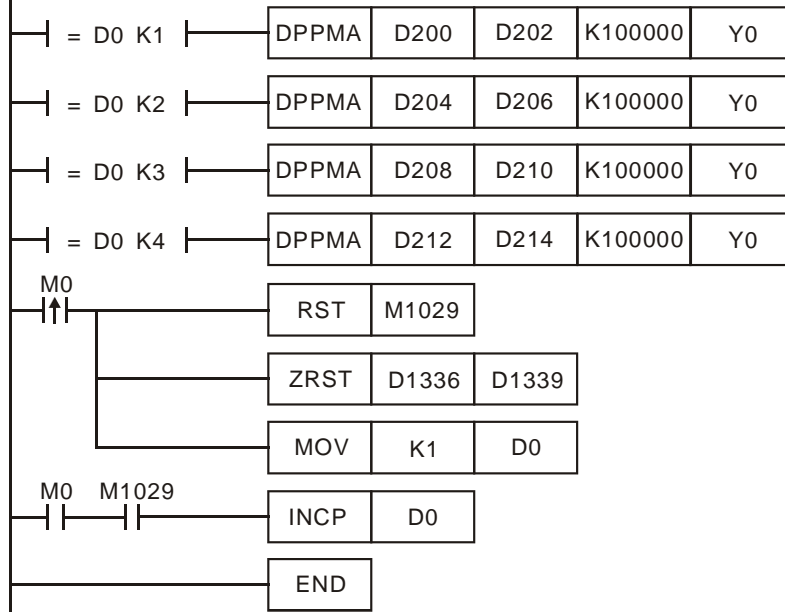 = D0 K1 DPPMA D200 D202 K100000 Y0
= D0 K2 DPPMA D204 D206 K100000 Y0
= D0 K3 DPPMA D208 D210 K100000 Y0
= D0 K4 DPPMA D212 D214 K100000 Y0
M0
RST M1029
ZRST D1336 D1339
MOV K1 D0
M0 M1029
INCP D0
END